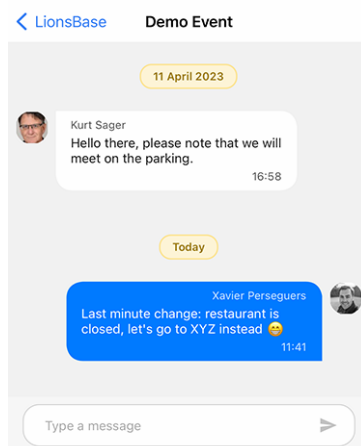 LionsBase
Demo Event
11 April 2023
Kurt Sager
Hello there, please note that we will
meet on the parking.
16:58
Today
Xavier Perseguers
Last minute change: restaurant is
closed, let's go to XYZ instead 😁
11:41
Type a message